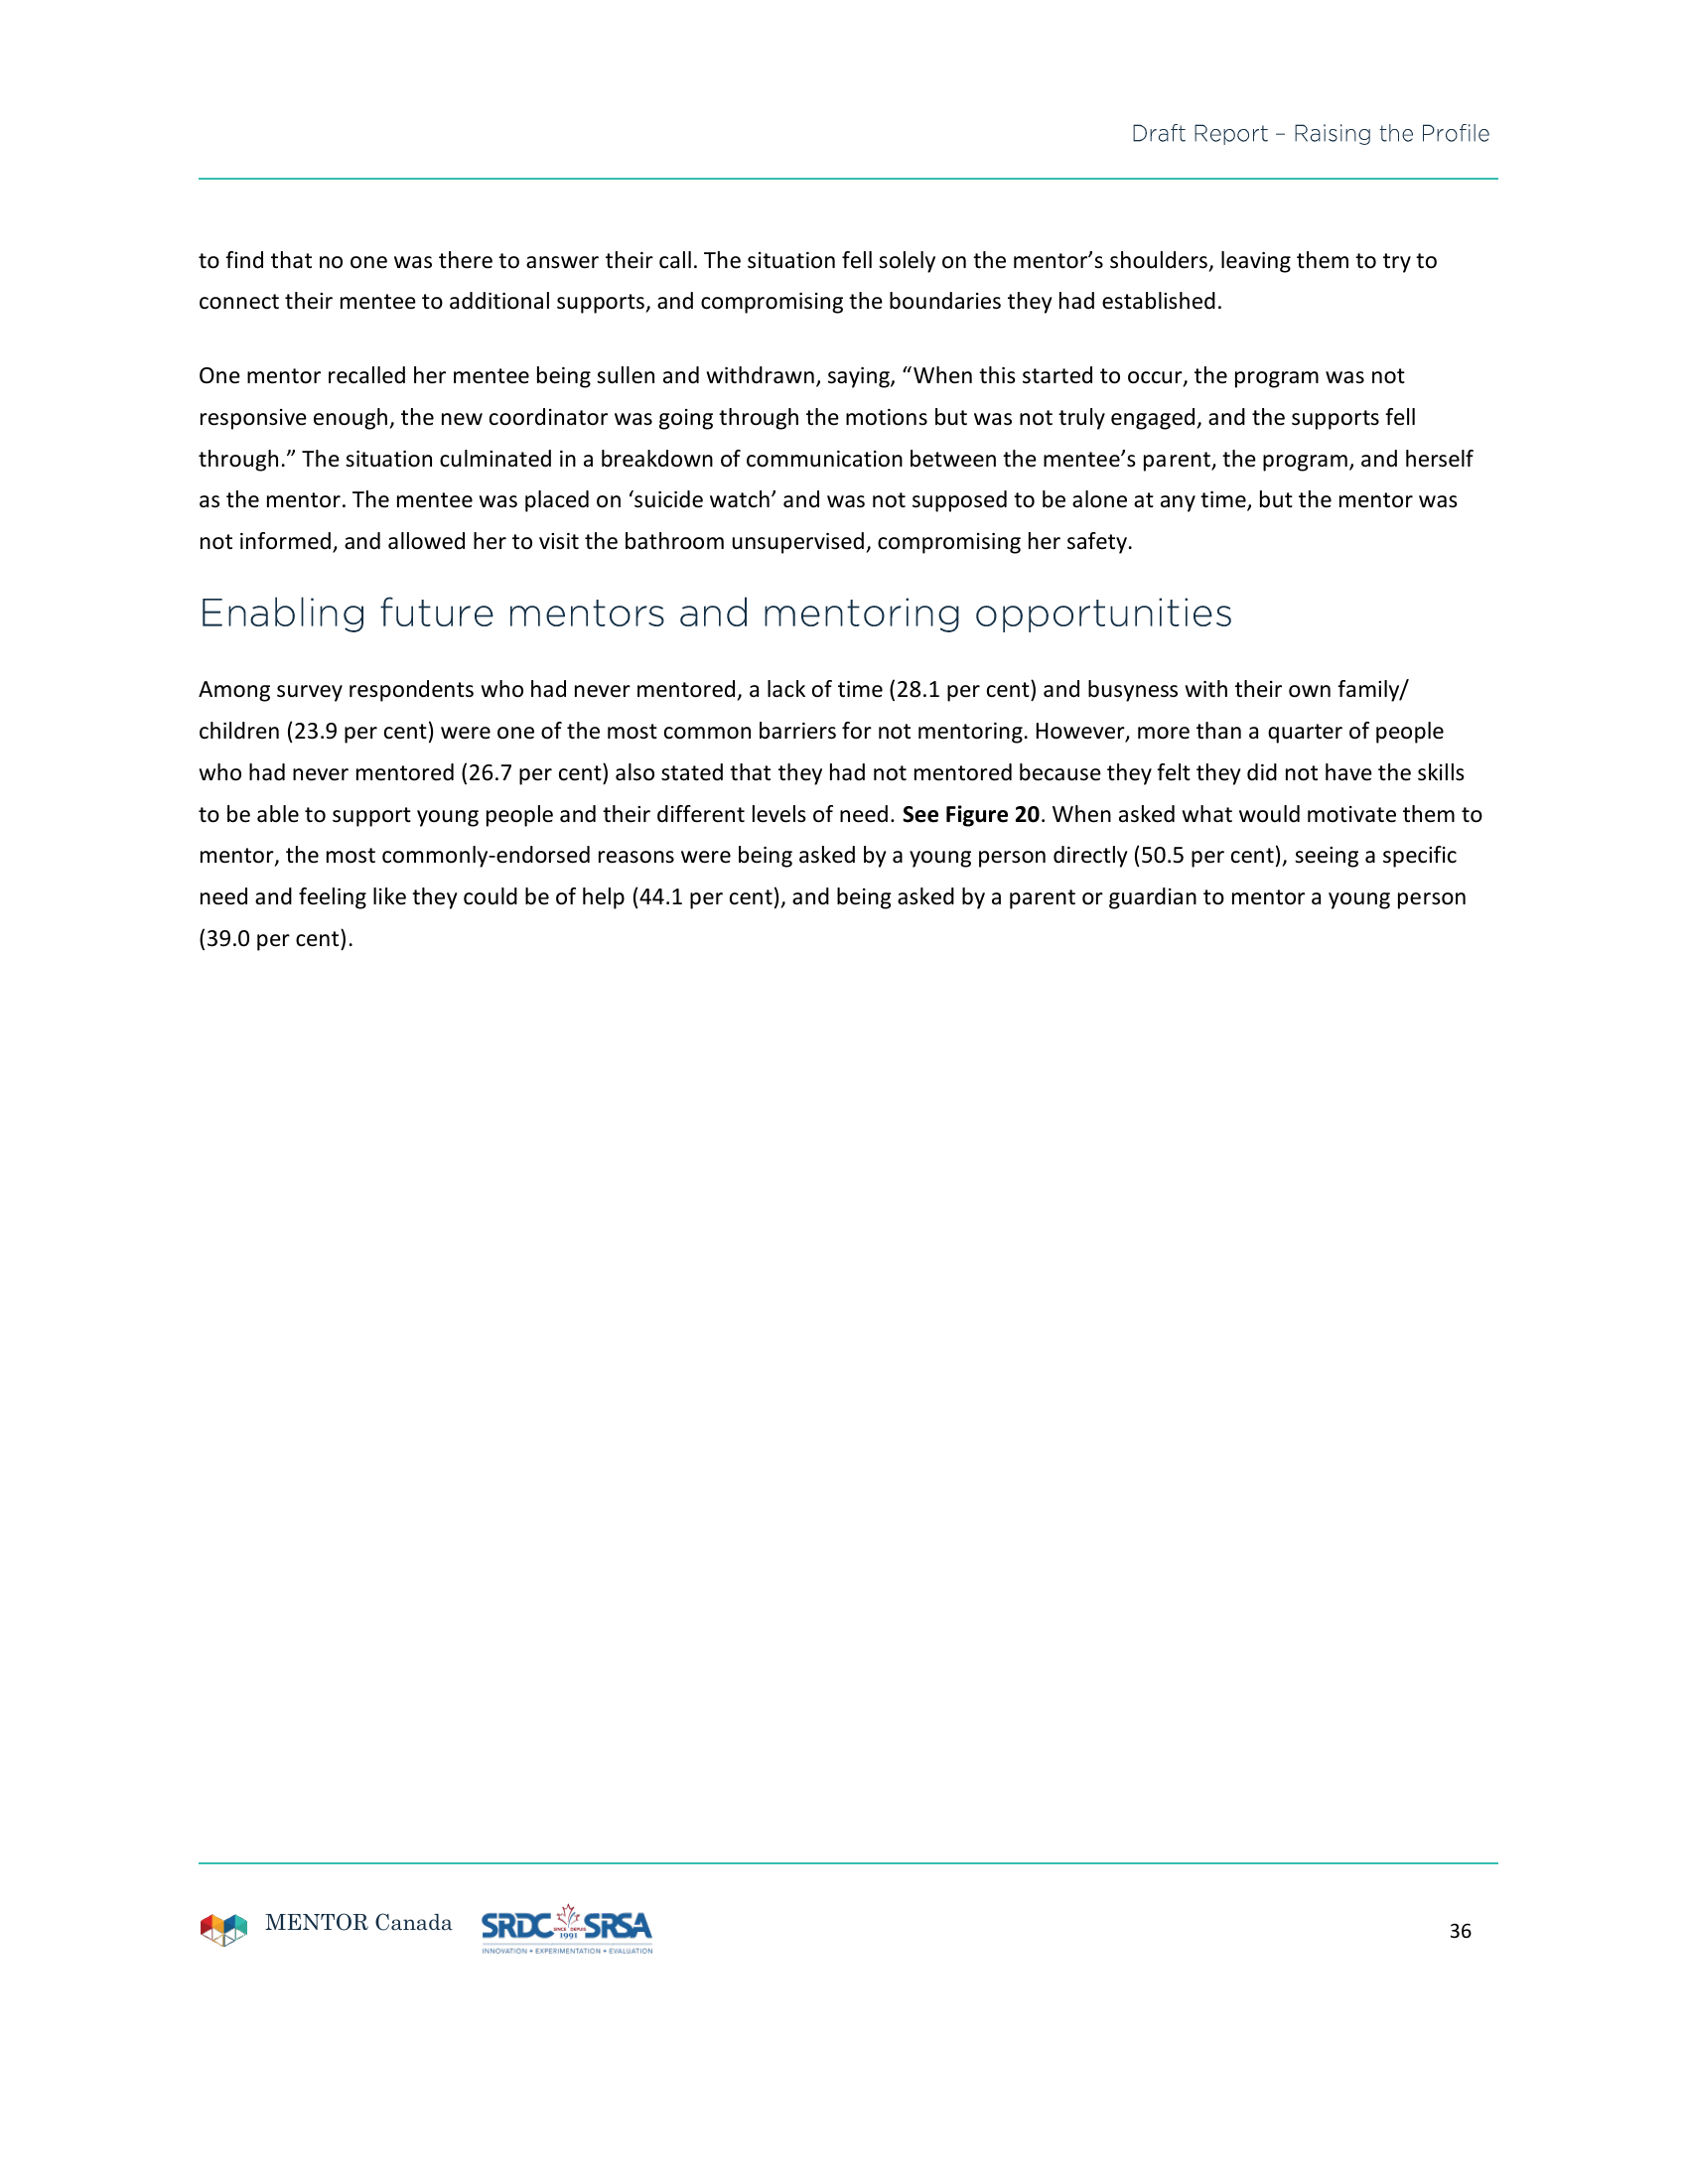 Draft Report – Raising the Profile
to find that no one was there to answer their call. The situation fell solely on the mentor’s shoulders, leaving them to try to
connect their mentee to additional supports, and compromising the boundaries they had established.
One mentor recalled her mentee being sullen and withdrawn, saying, “When this started to occur, the program was not
responsive enough, the new coordinator was going through the motions but was not truly engaged, and the supports fell
through.” The situation culminated in a breakdown of communication between the mentee’s parent, the program, and herself
as the mentor. The mentee was placed on ‘suicide watch’ and was not supposed to be alone at any time, but the mentor was
not informed, and allowed her to visit the bathroom unsupervised, compromising her safety.
Enabling future mentors and mentoring opportunities
Among survey respondents who had never mentored, a lack of time (28.1 per cent) and busyness with their own family/
children (23.9 per cent) were one of the most common barriers for not mentoring. However, more than a quarter of people
who had never mentored (26.7 per cent) also stated that they had not mentored because they felt they did not have the skills
to be able to support young people and their different levels of need. See Figure 20. When asked what would motivate them to
mentor, the most commonly-endorsed reasons were being asked by a young person directly (50.5 per cent), seeing a specific
need and feeling like they could be of help (44.1 per cent), and being asked by a parent or guardian to mentor a young person
(39.0 per cent).
MENTOR Canada
SRDC SINCE DEPUIS 1991 SRSA
INNOVATION • EXPERIMENTATION • EVALUATION
36